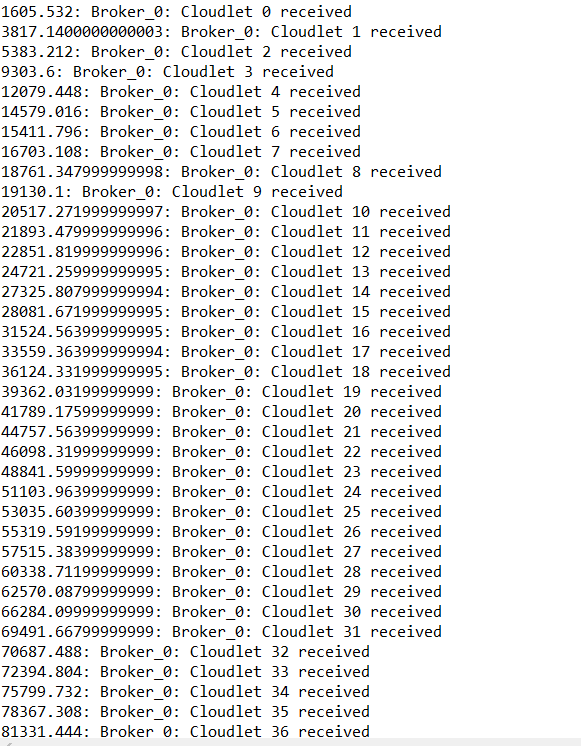 1605.532: Broker_0: Cloudlet 0 received
3817.1400000000003: Broker_0: Cloudlet 1 received
5383.212: Broker_0: Cloudlet 2 received
9303.6: Broker_0: Cloudlet 3 received
12079.448: Broker_0: Cloudlet 4 received
14579.016: Broker_0: Cloudlet 5 received
15411.796: Broker_0: Cloudlet 6 received
16703.108: Broker_0: Cloudlet 7 received
18761.347999999998: Broker_0: Cloudlet 8 received
19130.1: Broker_0: Cloudlet 9 received
20517.271999999997: Broker_0: Cloudlet 10 received
21893.479999999996: Broker_0: Cloudlet 11 received
22851.819999999996: Broker_0: Cloudlet 12 received
24721.259999999995: Broker_0: Cloudlet 13 received
27325.807999999994: Broker_0: Cloudlet 14 received
28081.671999999995: Broker_0: Cloudlet 15 received
31524.563999999995: Broker_0: Cloudlet 16 received
33559.363999999994: Broker_0: Cloudlet 17 received
36124.331999999995: Broker_0: Cloudlet 18 received
39362.03199999999: Broker_0: Cloudlet 19 received
41789.17599999999: Broker_0: Cloudlet 20 received
44757.56399999999: Broker_0: Cloudlet 21 received
46098.31999999999: Broker_0: Cloudlet 22 received
48841.59999999999: Broker_0: Cloudlet 23 received
51103.96399999999: Broker_0: Cloudlet 24 received
53035.60399999999: Broker_0: Cloudlet 25 received
55319.59199999999: Broker_0: Cloudlet 26 received
57515.38399999999: Broker_0: Cloudlet 27 received
60338.71199999999: Broker_0: Cloudlet 28 received
62570.08799999999: Broker_0: Cloudlet 29 received
66284.09999999999: Broker_0: Cloudlet 30 received
69491.66799999999: Broker_0: Cloudlet 31 received
70687.488: Broker_0: Cloudlet 32 received
72394.804: Broker_0: Cloudlet 33 received
75799.732: Broker_0: Cloudlet 34 received
78367.308: Broker_0: Cloudlet 35 received
81331.444: Broker_0: Cloudlet 36 received